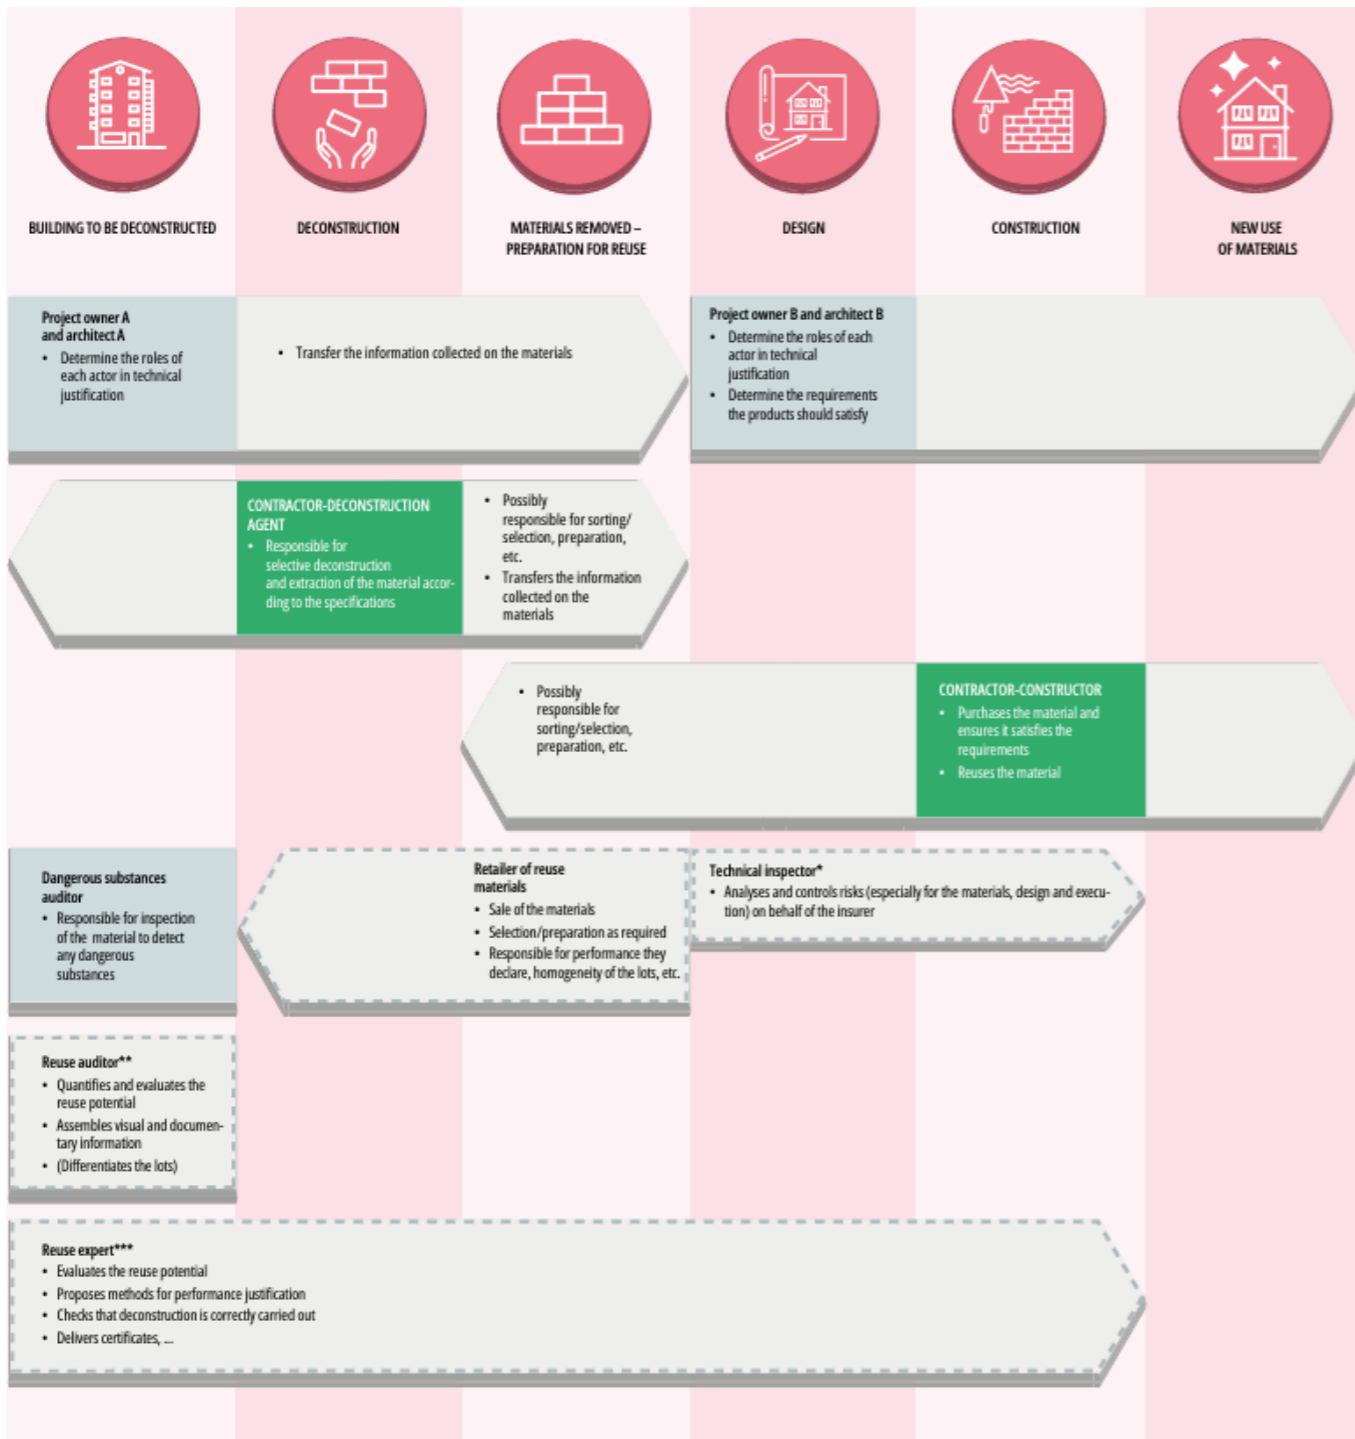 BUILDING TO BE DECONSTRUCTED
DECONSTRUCTION
MATERIALS REMOVED –
PREPARATION FOR REUSE
DESIGN
CONSTRUCTION
NEW USE
OF MATERIALS
Project owner A
and architect A
• Determine the roles of
each actor in technical
justification
• Transfer the information collected on the materials
Project owner B and architect B
• Determine the roles of each
actor in technical
justification
• Determine the requirements
the products should satisfy
CONTRACTOR-DECONSTRUCTION
AGENT
• Responsible for
selective deconstruction
and extraction of the material accor-
ding to the specifications
• Possibly
responsible for sorting/
selection, preparation,
etc.
• Transfers the information
collected on the
materials
• Possibly
responsible for
sorting/selection,
preparation, etc.
CONTRACTOR-CONSTRUCTOR
• Purchases the material and
ensures it satisfies the
requirements
• Reuses the material
Dangerous substances
auditor
• Responsible for inspection
of the material to detect
any dangerous
substances
Retailer of reuse
materials
• Sale of the materials
• Selection/preparation as required
• Responsible for performance they
declare, homogeneity of the lots, etc.
Technical inspector*
• Analyses and controls risks (especially for the materials, design and execu-
tion) on behalf of the insurer
Reuse auditor**
• Quantifies and evaluates the
reuse potential
• Assembles visual and documen-
tary information
• (Differentiates the lots)
Reuse expert***
• Evaluates the reuse potential
• Proposes methods for performance justification
• Checks that deconstruction is correctly carried out
• Delivers certificates, ...